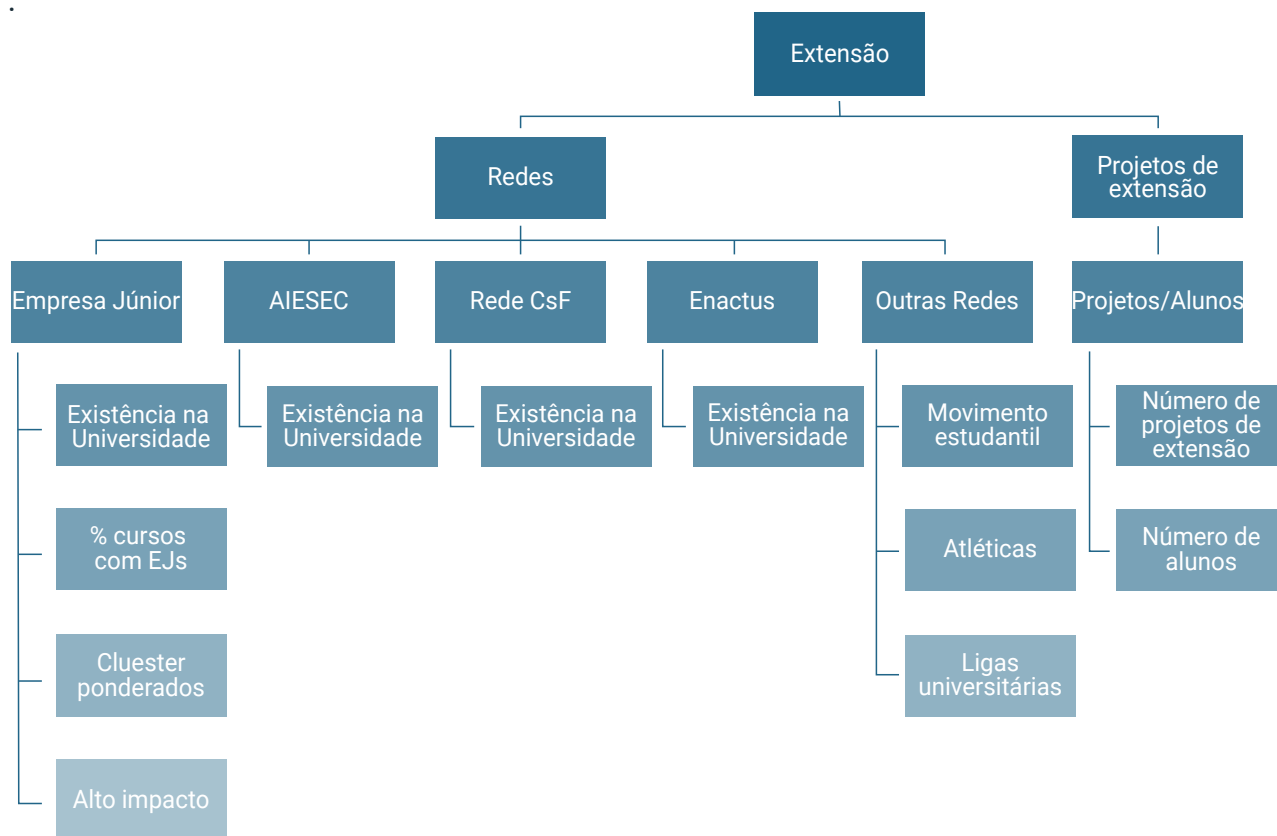 .
Extensão
Redes
Projetos de
extensão
Empresa Júnior
AIESEC
Rede CsF
Enactus
Outras Redes
Projetos/Alunos
Existência na
Universidade
Existência na
Universidade
Existência na
Universidade
Existência na
Universidade
Movimento
estudantil
Número de
projetos de
extensão
% cursos
com EJs
Atléticas
Número de
alunos
Cluester
ponderados
Ligas
universitárias
Alto impacto